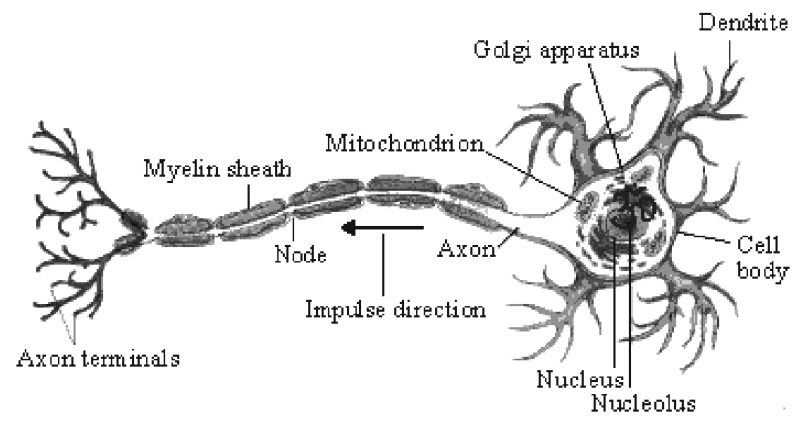 Dendrite
Golgi apparatus
Mitochondrion
Myelin sheath
Node
Axon
Cell
body
Impulse direction
Axon terminals
Nucleus
Nucleolus